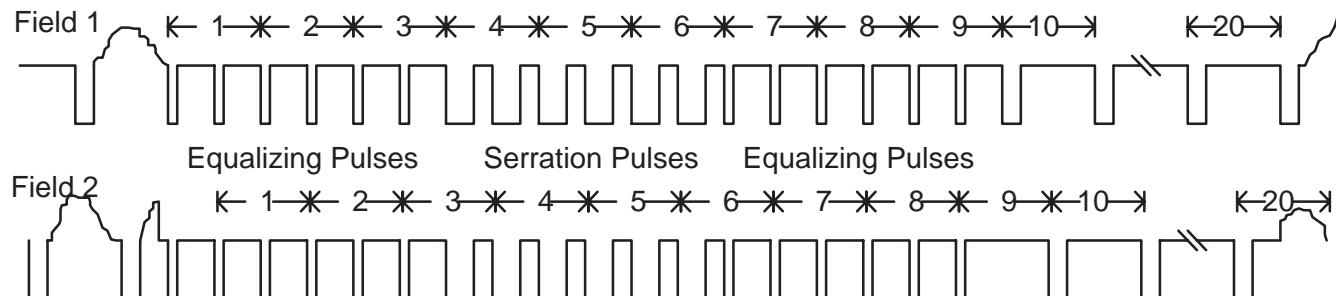 Field 1 1 2 3 4 5 6 7 8 9 10 20
Equalizing Pulses Serration Pulses Equalizing Pulses
Field 2 1 2 3 4 5 6 7 8 9 10 20